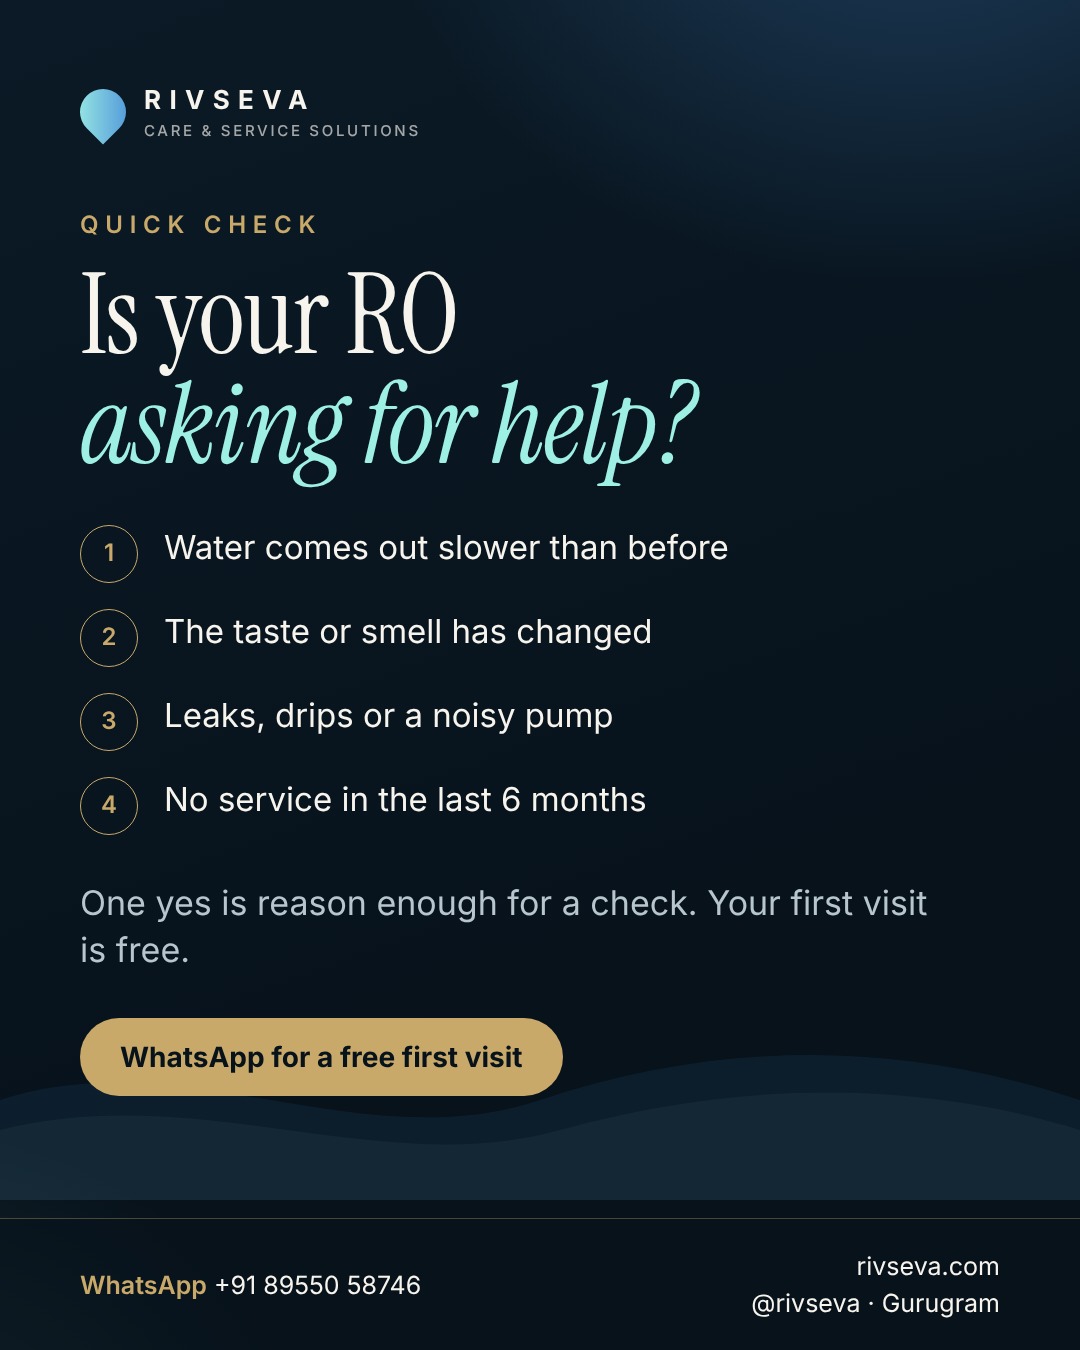 RIVSEVA
CARE & SERVICE SOLUTIONS
QUICK CHECK
Is your RO
asking for help?
1 Water comes out slower than before
2 The taste or smell has changed
3 Leaks, drips or a noisy pump
4 No service in the last 6 months
One yes is reason enough for a check. Your first visit
is free.
WhatsApp for a free first visit
WhatsApp +91 89550 58746
rivseva.com
@rivseva · Gurugram